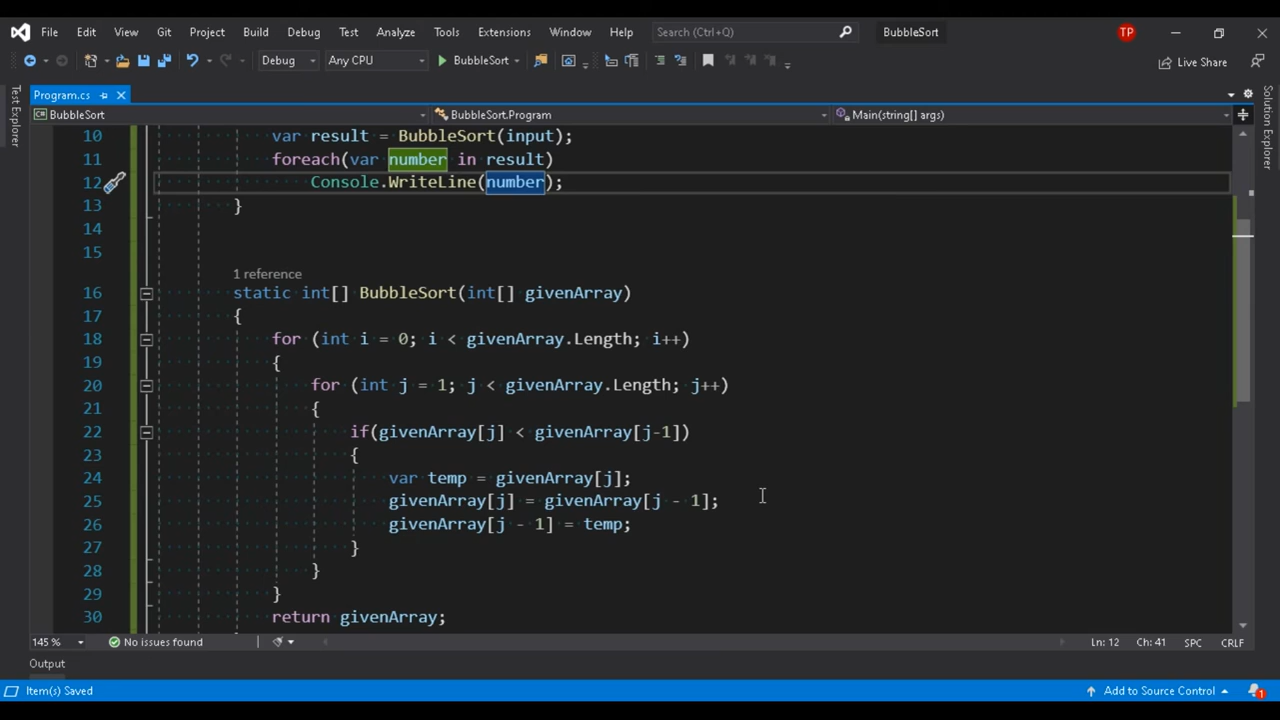 File Edit View Git Project Build Debug Test Analyze Tools Extensions Window Help Search (Ctrl+Q) BubbleSort TP
Debug Any CPU BubbleSort Live Share
Program.cs
BubbleSort BubbleSort.Program Main(string[] args)
Test Explorer
Solution Explorer
10 var result = BubbleSort(input);
11 foreach(var number in result)
12 Console.WriteLine(number);
13 }
14
15
1 reference
16 static int[] BubbleSort(int[] givenArray)
17 {
18 for (int i = 0; i < givenArray.Length; i++)
19 {
20 for (int j = 1; j < givenArray.Length; j++)
21 {
22 if(givenArray[j] < givenArray[j-1])
23 {
24 var temp = givenArray[j];
25 givenArray[j] = givenArray[j - 1];
26 givenArray[j - 1] = temp;
27 }
28 }
29 }
30 return givenArray;
145 % No issues found Ln: 12 Ch: 41 SPC CRLF
Output
Item(s) Saved Add to Source Control 1